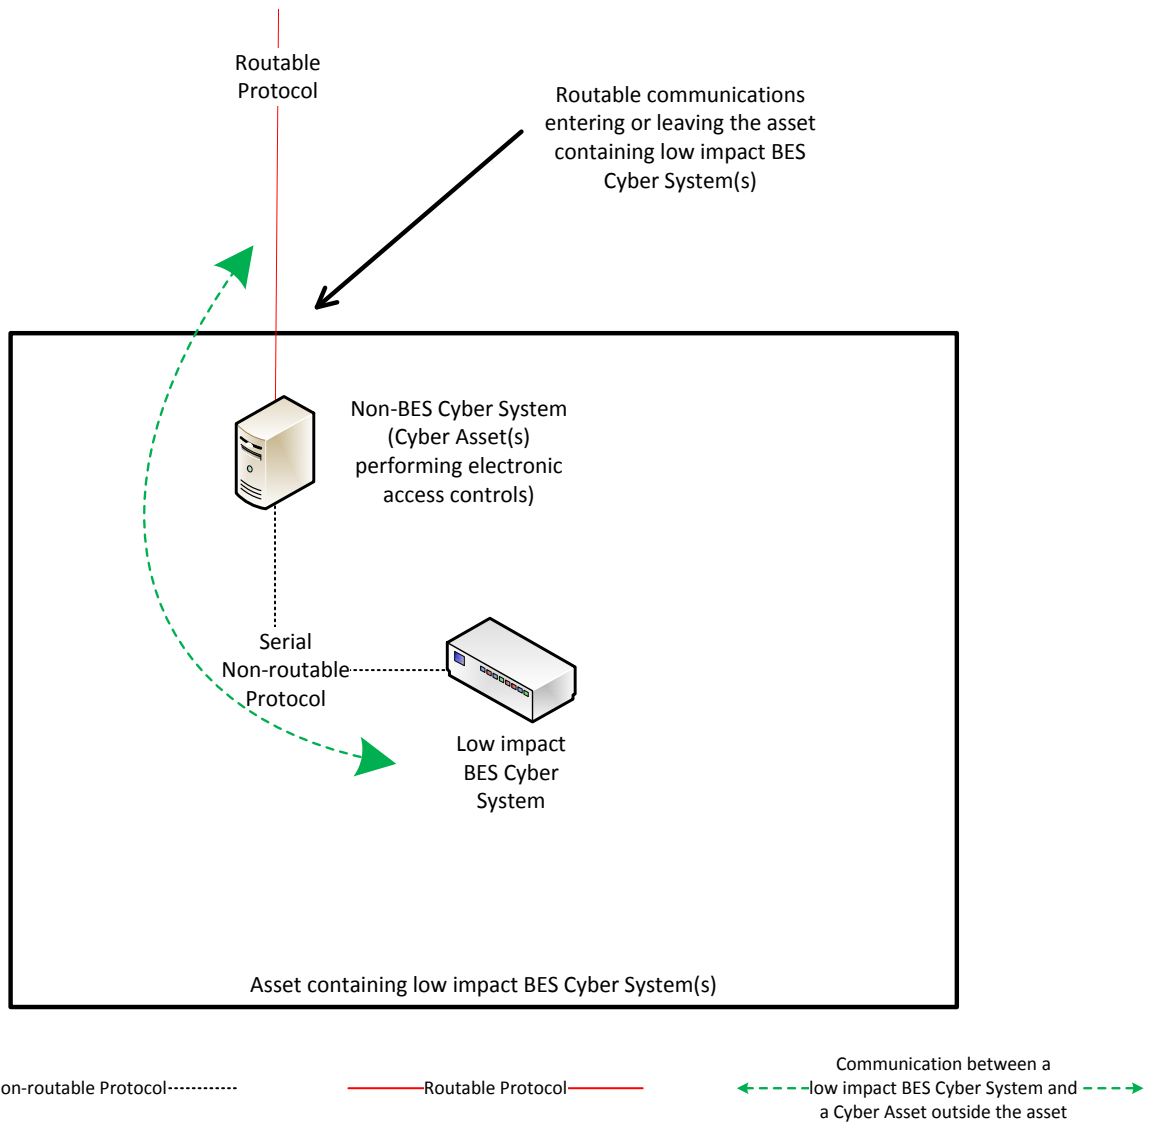 Routable
Protocol
Routable communications
entering or leaving the asset
containing low impact BES
Cyber System(s)
Non-BES Cyber System
(Cyber Asset(s)
performing electronic
access controls)
Serial
Non-routable
Protocol
Low impact
BES Cyber
System
Asset containing low impact BES Cyber System(s)
on-routable Protocol
Routable Protocol
Communication between a
low impact BES Cyber System and
a Cyber Asset outside the asset